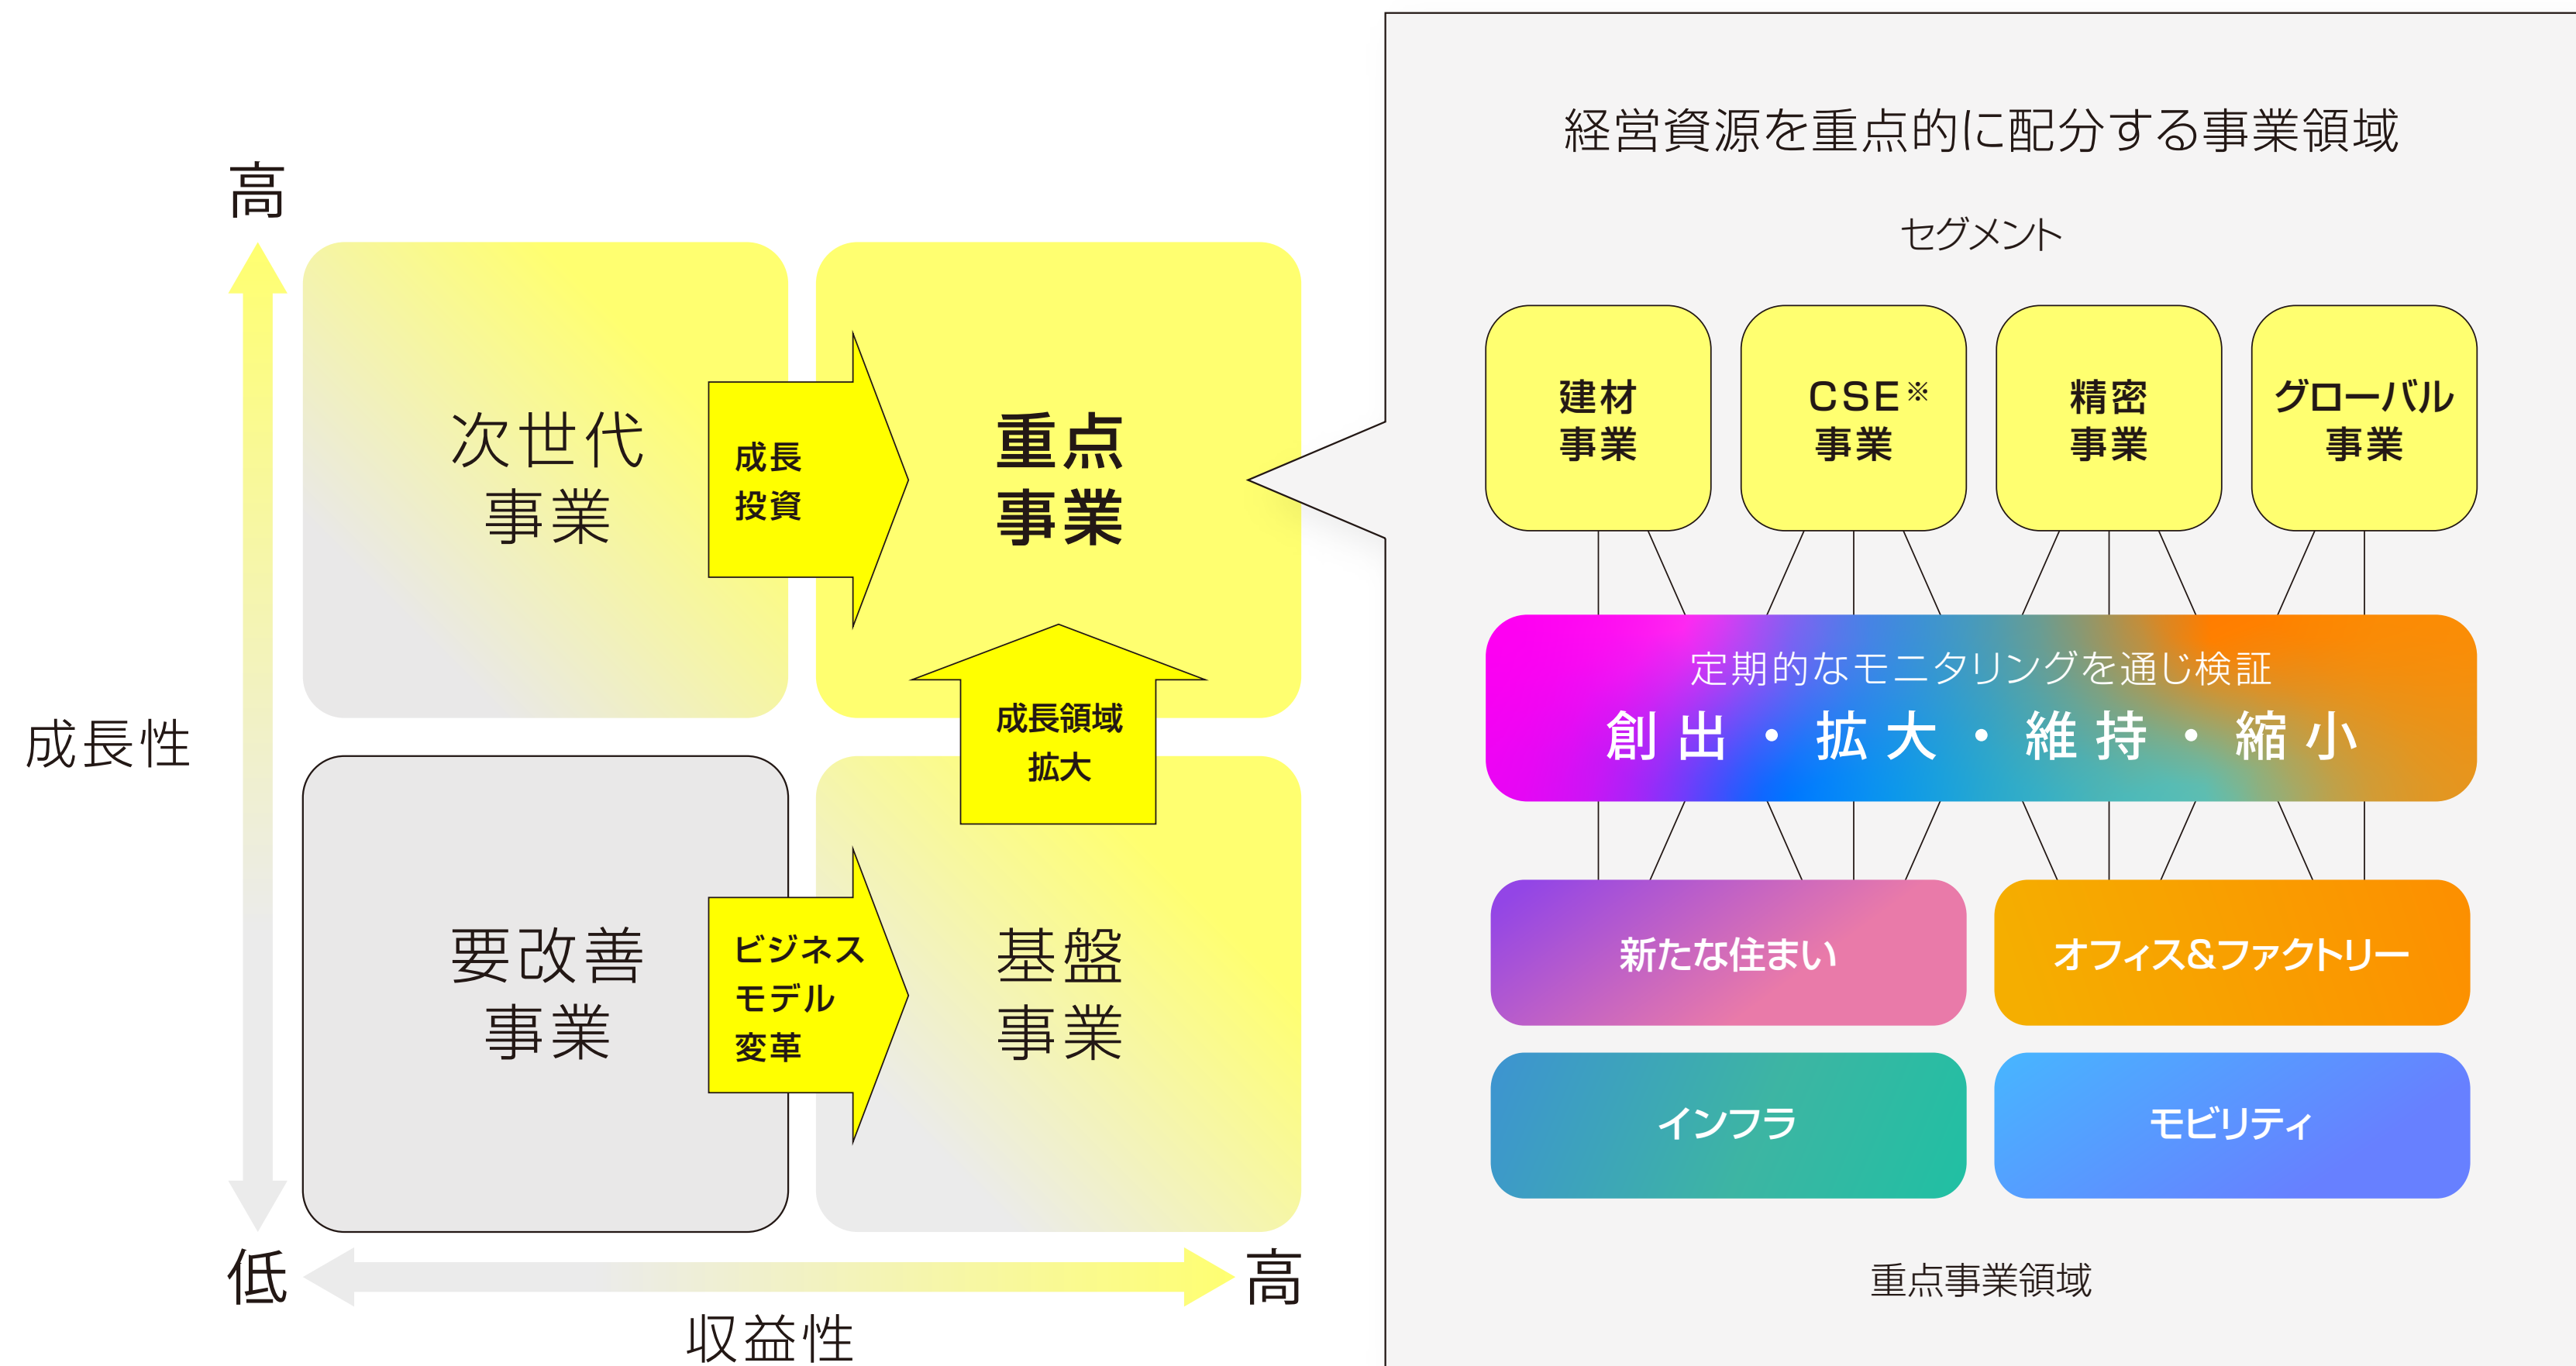 高
成長性
低
高
収益性
次世代
事業
成長
投資
重点
事業
成長領域
拡大
要改善
事業
ビジネス
モデル
変革
基盤
事業
経営資源を重点的に配分する事業領域
セグメント
建材
事業
CSE※
事業
精密
事業
グローバル
事業
定期的なモニタリングを通じ検証
創出・拡大・維持・縮小
新たな住まい
オフィス&ファクトリー
インフラ
モビリティ
重点事業領域